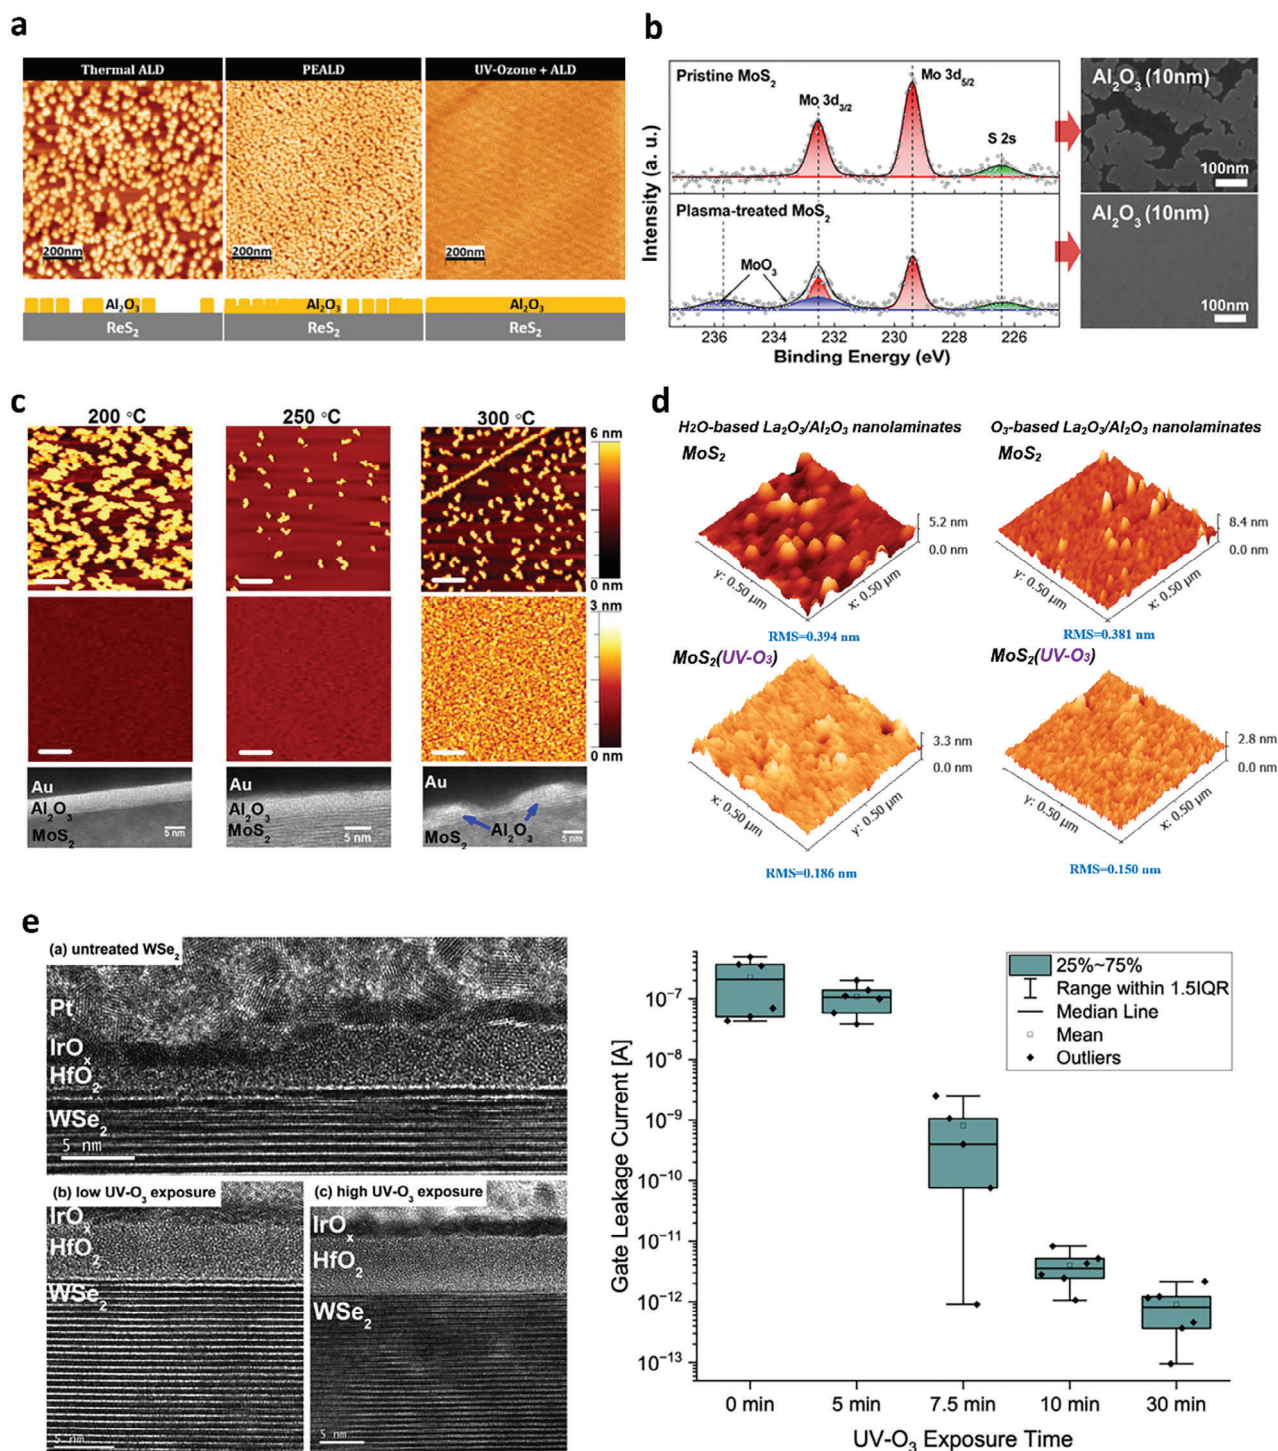 a
Thermal ALD
PEALD
UV-Ozone + ALD
200nm
200nm
200nm
Al₂O₃
Al₂O₃
Al₂O₃
ReS₂
ReS₂
ReS₂
b
Pristine MoS₂
Mo 3d₃/₂
Mo 3d₅/₂
S 2s
Plasma-treated MoS₂
MoO₃
Intensity (a. u.)
236
234
232
230
228
226
Binding Energy (eV)
Al₂O₃ (10nm)
100nm
Al₂O₃ (10nm)
100nm
c
200 °C
250 °C
300 °C
6 nm
0 nm
3 nm
0 nm
Au
Al₂O₃
MoS₂
5 nm
Au
Al₂O₃
MoS₂
5 nm
Au
MoS₂
Al₂O₃
5 nm
d
H₂O-based La₂O₃/Al₂O₃ nanolaminates
MoS₂
5.2 nm
0.0 nm
y: 0.50 µm
x: 0.50 µm
RMS=0.394 nm
O₃-based La₂O₃/Al₂O₃ nanolaminates
MoS₂
8.4 nm
0.0 nm
y: 0.50 µm
x: 0.50 µm
RMS=0.381 nm
MoS₂(UV-O₃)
3.3 nm
0.0 nm
x: 0.50 µm
y: 0.50 µm
RMS=0.186 nm
MoS₂(UV-O₃)
2.8 nm
0.0 nm
y: 0.50 µm
x: 0.50 µm
RMS=0.150 nm
e
(a) untreated WSe₂
Pt
IrOₓ
HfO₂
WSe₂
5 nm
(b) low UV-O₃ exposure
IrOₓ
HfO₂
WSe₂
5 nm
(c) high UV-O₃ exposure
IrOₓ
HfO₂
WSe₂
5 nm
Gate Leakage Current [A]
10⁻⁷
10⁻⁸
10⁻⁹
10⁻¹⁰
10⁻¹¹
10⁻¹²
10⁻¹³
25%~75%
Range within 1.5IQR
Median Line
Mean
Outliers
0 min
5 min
7.5 min
10 min
30 min
UV-O₃ Exposure Time